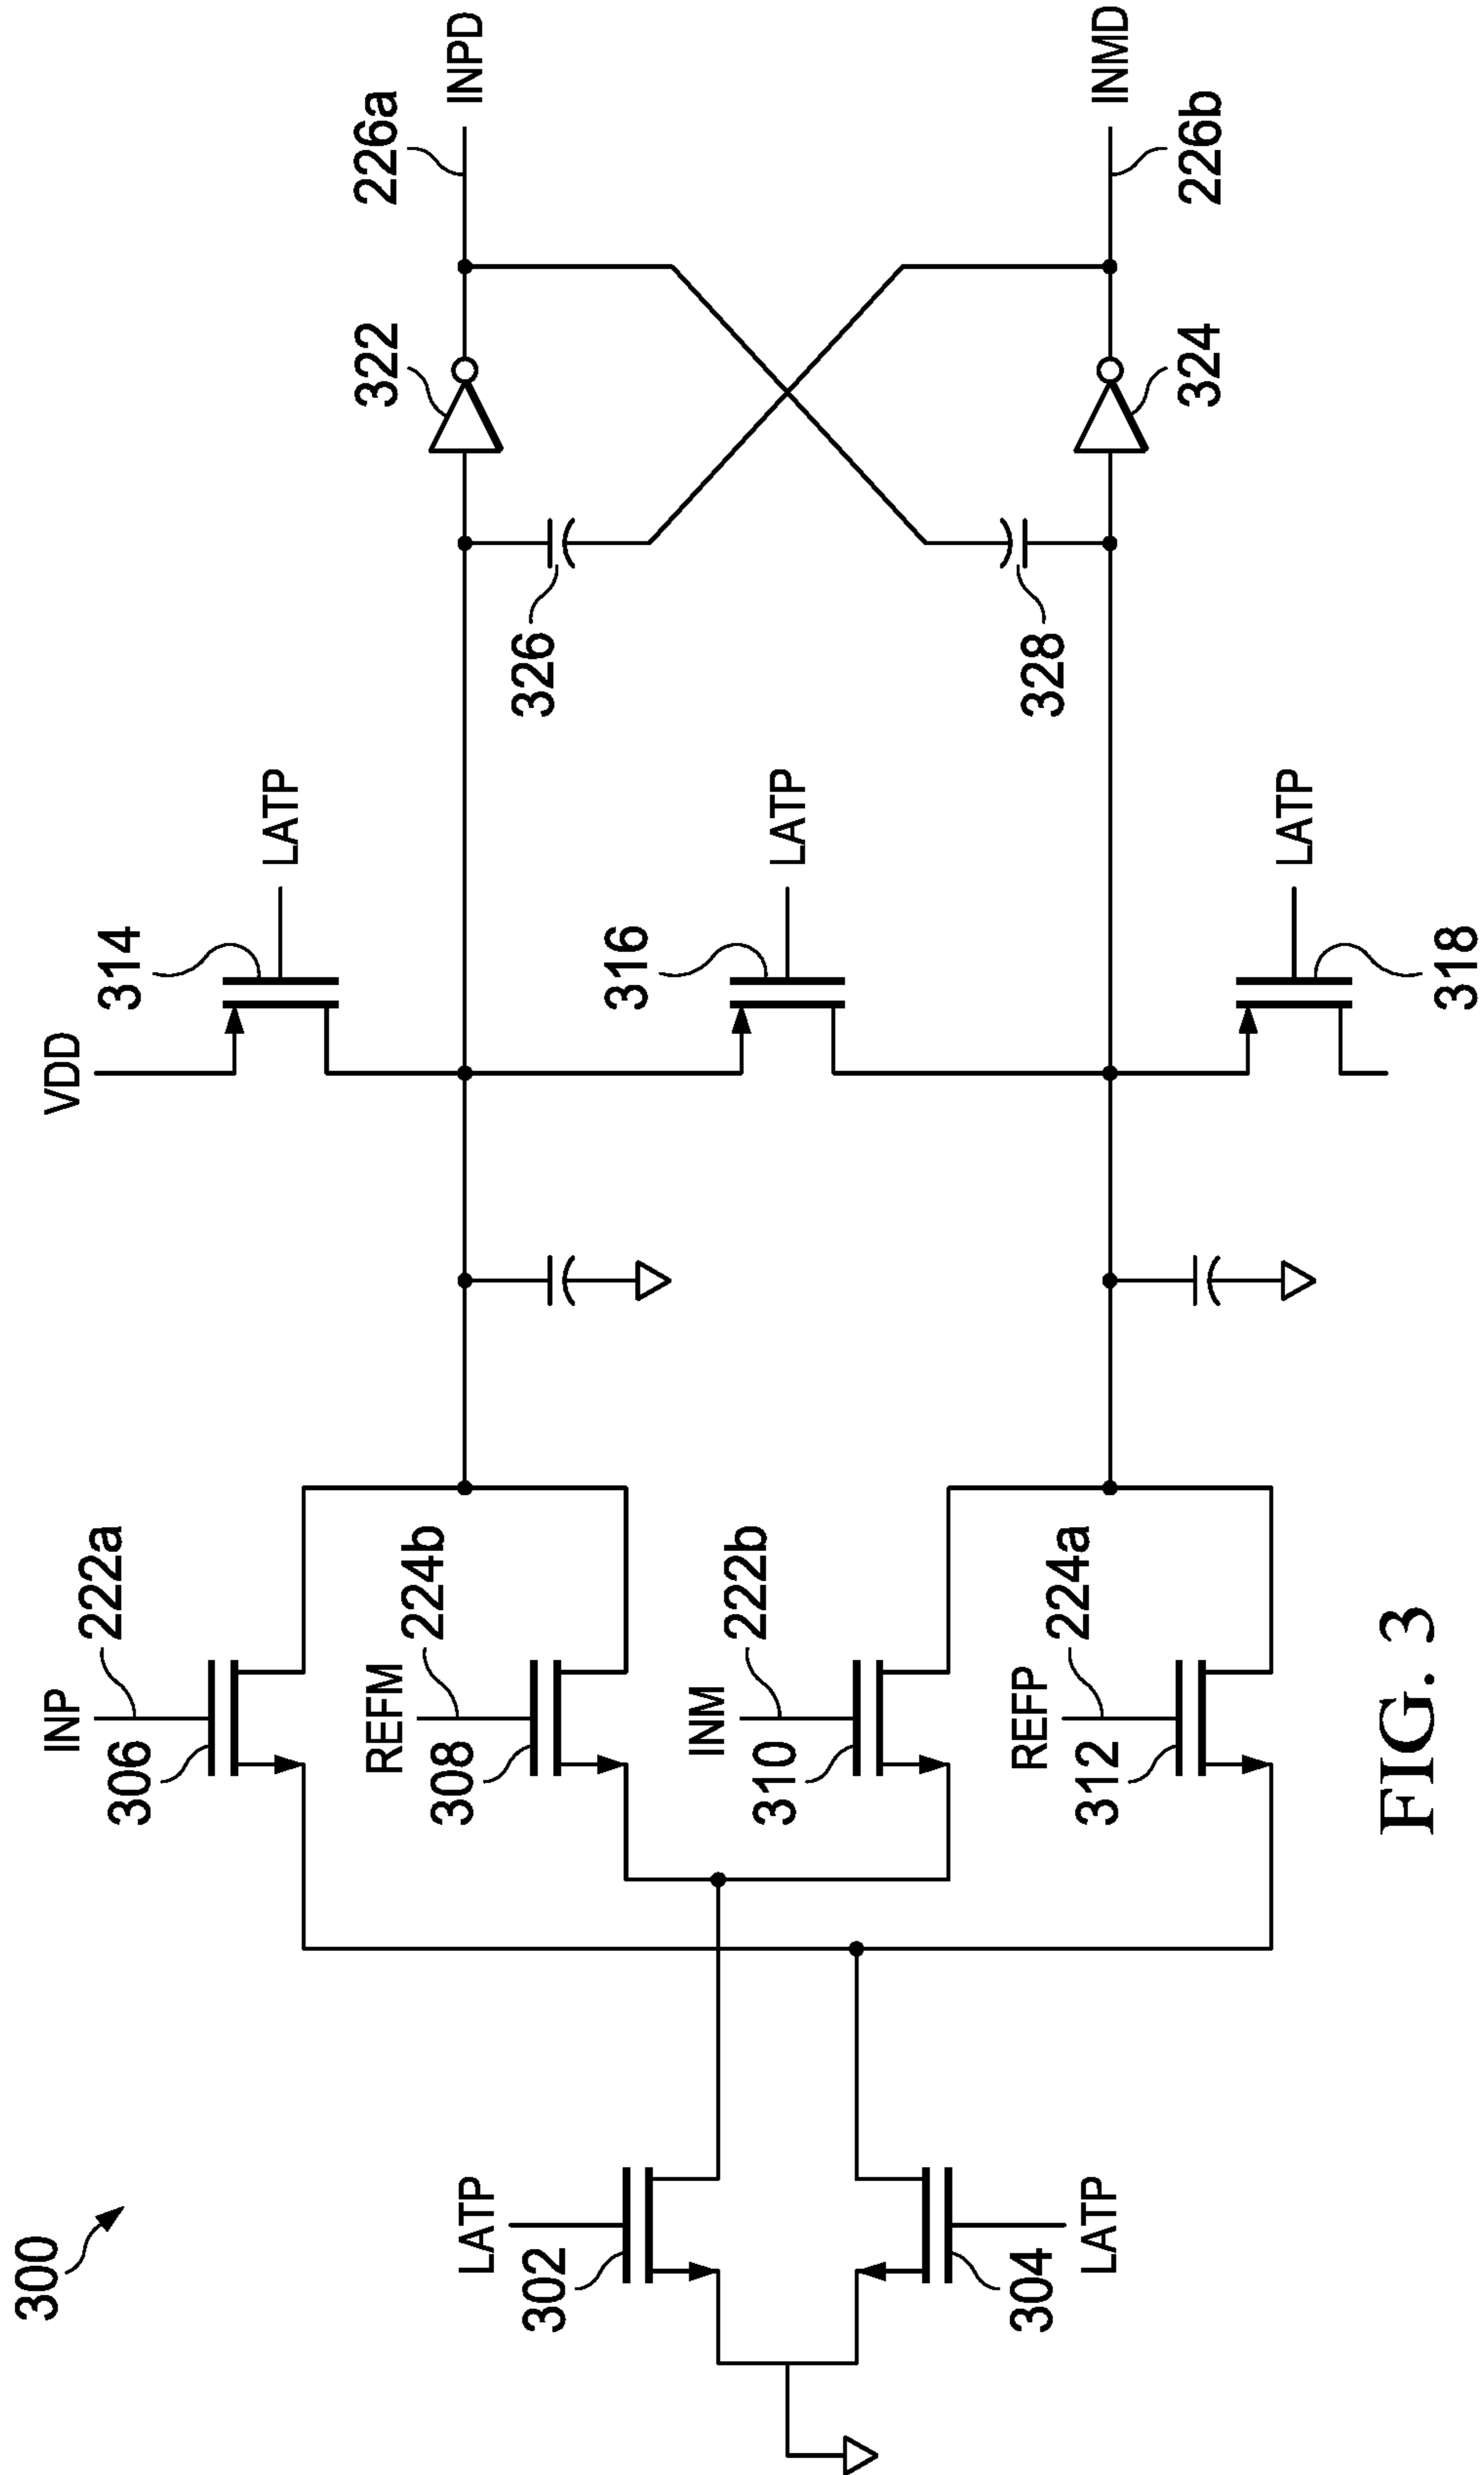 300
LATP
302
304
LATP
INP
222a
306
REFM
224b
308
INM
222b
310
REFP
224a
312
VDD
314
LATP
316
LATP
318
LATP
326
328
322
324
226a
INPD
226b
INMD
FIG. 3